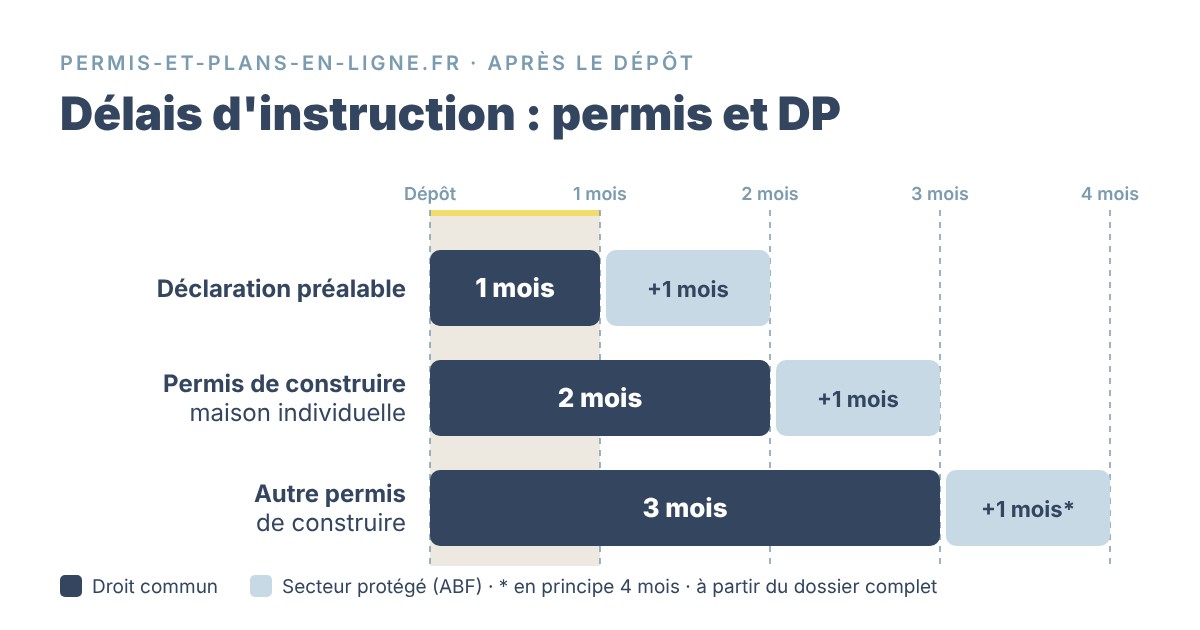 PERMIS-ET-PLANS-EN-LIGNE.FR · APRÈS LE DÉPÔT
Délais d'instruction : permis et DP
Dépôt 1 mois 2 mois 3 mois 4 mois
Déclaration préalable 1 mois +1 mois
Permis de construire
maison individuelle
2 mois +1 mois
Autre permis
de construire
3 mois +1 mois*
Droit commun Secteur protégé (ABF) · * en principe 4 mois · à partir du dossier complet